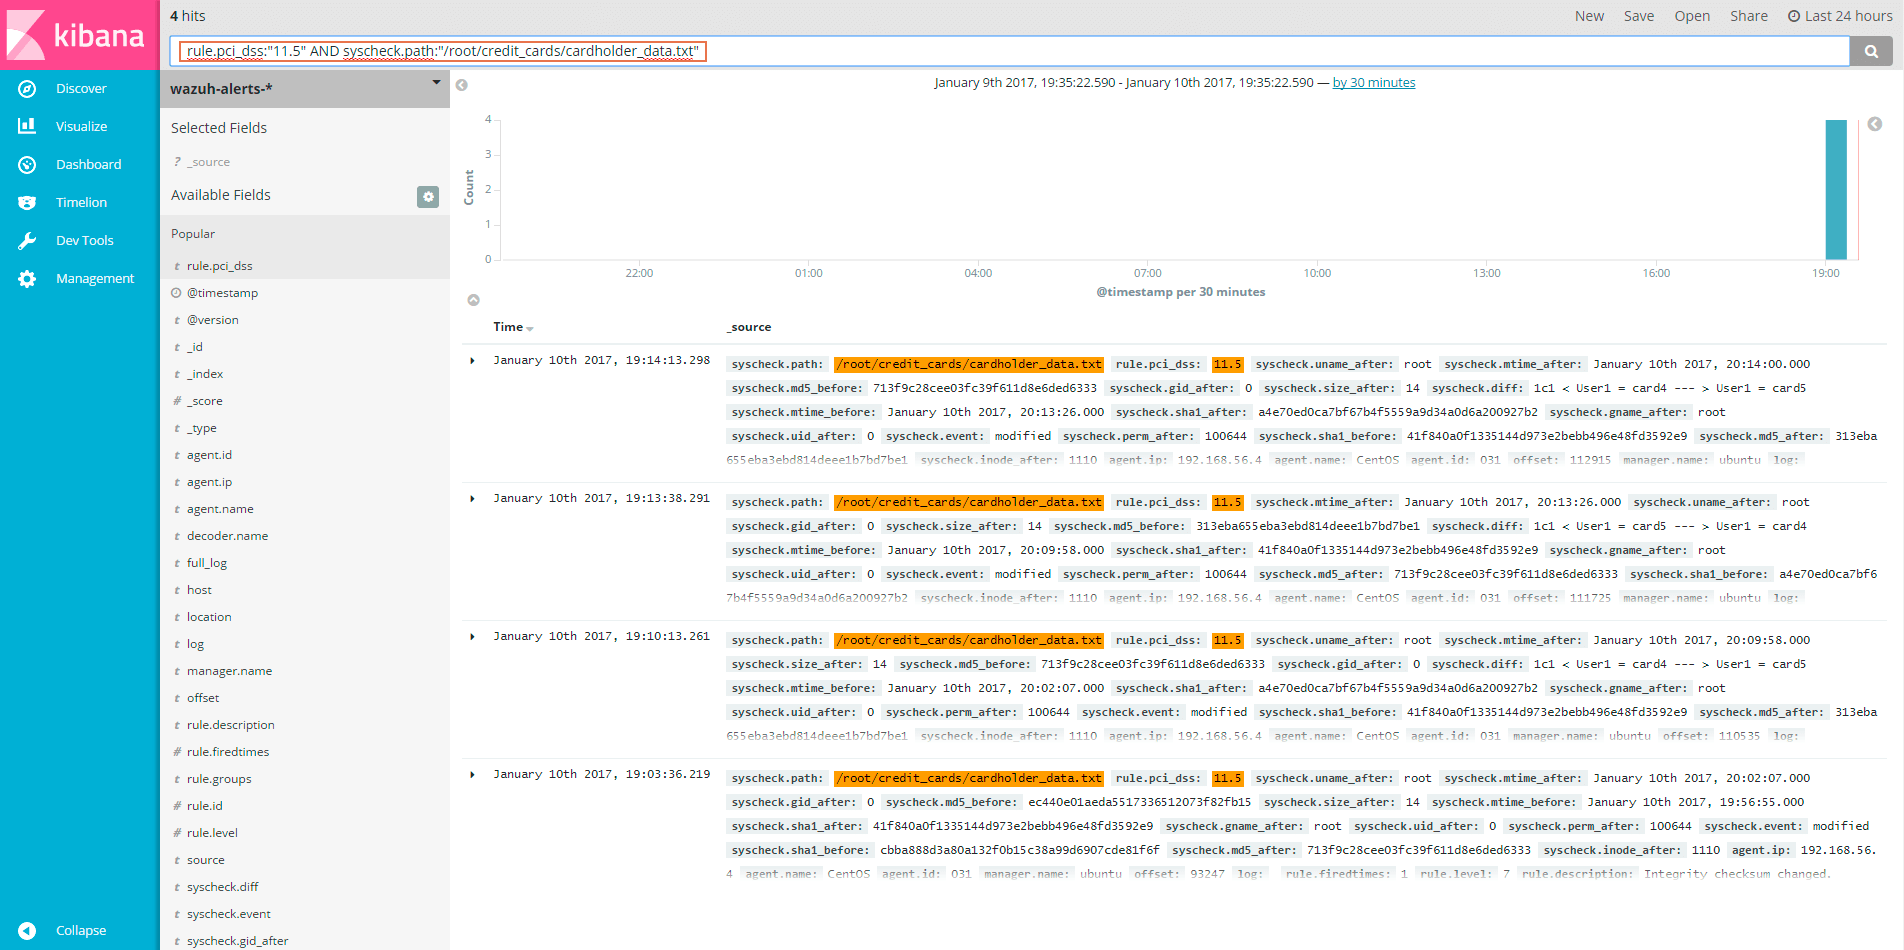 kibana
4 hits
New Save Open Share Last 24 hours
rule.pci_dss:"11.5" AND syscheck.path:"/root/credit_cards/cardholder_data.txt"
Discover
Visualize
Dashboard
Timelion
Dev Tools
Management
Collapse
wazuh-alerts-*
Selected Fields
? _source
Available Fields
Popular
t rule.pci_dss
@timestamp
t @version
t _id
t _index
# _score
t _type
t agent.id
t agent.ip
t agent.name
t decoder.name
t full_log
t host
t location
t log
t manager.name
t offset
t rule.description
# rule.firedtimes
t rule.groups
# rule.id
# rule.level
t source
t syscheck.diff
t syscheck.event
t syscheck.gid_after
January 9th 2017, 19:35:22.590 - January 10th 2017, 19:35:22.590 — by 30 minutes
Count
4
3
2
1
0
22:00 01:00 04:00 07:00 10:00 13:00 16:00 19:00
@timestamp per 30 minutes
Time _source
January 10th 2017, 19:14:13.298
syscheck.path: /root/credit_cards/cardholder_data.txt rule.pci_dss: 11.5 syscheck.uname_after: root syscheck.mtime_after: January 10th 2017, 20:14:00.000
syscheck.md5_before: 713f9c28cee03fc39f611d8e6ded6333 syscheck.gid_after: 0 syscheck.size_after: 14 syscheck.diff: 1c1 < User1 = card4 --- > User1 = card5
syscheck.mtime_before: January 10th 2017, 20:13:26.000 syscheck.sha1_after: a4e70ed0ca7bf67b4f5559a9d34a0d6a200927b2 syscheck.gname_after: root
syscheck.uid_after: 0 syscheck.event: modified syscheck.perm_after: 100644 syscheck.sha1_before: 41f840a0f1335144d973e2bebb496e48fd3592e9 syscheck.md5_after: 313eba
655eba3ebd814deee1b7bd7be1 syscheck.inode_after: 1110 agent.ip: 192.168.56.4 agent.name: CentOS agent.id: 031 offset: 112915 manager.name: ubuntu log:
January 10th 2017, 19:13:38.291
syscheck.path: /root/credit_cards/cardholder_data.txt rule.pci_dss: 11.5 syscheck.mtime_after: January 10th 2017, 20:13:26.000 syscheck.uname_after: root
syscheck.gid_after: 0 syscheck.size_after: 14 syscheck.md5_before: 313eba655eba3ebd814deee1b7bd7be1 syscheck.diff: 1c1 < User1 = card5 --- > User1 = card4
syscheck.mtime_before: January 10th 2017, 20:09:58.000 syscheck.sha1_after: 41f840a0f1335144d973e2bebb496e48fd3592e9 syscheck.gname_after: root
syscheck.uid_after: 0 syscheck.event: modified syscheck.perm_after: 100644 syscheck.md5_after: 713f9c28cee03fc39f611d8e6ded6333 syscheck.sha1_before: a4e70ed0ca7bf6
7b4f5559a9d34a0d6a200927b2 syscheck.inode_after: 1110 agent.ip: 192.168.56.4 agent.name: CentOS agent.id: 031 offset: 111725 manager.name: ubuntu log:
January 10th 2017, 19:10:13.261
syscheck.path: /root/credit_cards/cardholder_data.txt rule.pci_dss: 11.5 syscheck.uname_after: root syscheck.mtime_after: January 10th 2017, 20:09:58.000
syscheck.size_after: 14 syscheck.md5_before: 713f9c28cee03fc39f611d8e6ded6333 syscheck.gid_after: 0 syscheck.diff: 1c1 < User1 = card4 --- > User1 = card5
syscheck.mtime_before: January 10th 2017, 20:02:07.000 syscheck.sha1_after: a4e70ed0ca7bf67b4f5559a9d34a0d6a200927b2 syscheck.gname_after: root
syscheck.uid_after: 0 syscheck.perm_after: 100644 syscheck.event: modified syscheck.sha1_before: 41f840a0f1335144d973e2bebb496e48fd3592e9 syscheck.md5_after: 313eba
655eba3ebd814deee1b7bd7be1 syscheck.inode_after: 1110 agent.ip: 192.168.56.4 agent.name: CentOS agent.id: 031 manager.name: ubuntu offset: 110535 log:
January 10th 2017, 19:03:36.219
syscheck.path: /root/credit_cards/cardholder_data.txt rule.pci_dss: 11.5 syscheck.uname_after: root syscheck.mtime_after: January 10th 2017, 20:02:07.000
syscheck.gid_after: 0 syscheck.md5_before: ec440e01aeda5517336512073f82fb15 syscheck.size_after: 14 syscheck.mtime_before: January 10th 2017, 19:56:55.000
syscheck.sha1_after: 41f840a0f1335144d973e2bebb496e48fd3592e9 syscheck.gname_after: root syscheck.uid_after: 0 syscheck.perm_after: 100644 syscheck.event: modified
syscheck.sha1_before: cbba888d3a80a132f0b15c38a99d6907cde81f6f syscheck.md5_after: 713f9c28cee03fc39f611d8e6ded6333 syscheck.inode_after: 1110 agent.ip: 192.168.56.
4 agent.name: CentOS agent.id: 031 manager.name: ubuntu offset: 93247 log: rule.firedtimes: 1 rule.level: 7 rule.description: Integrity checksum changed.